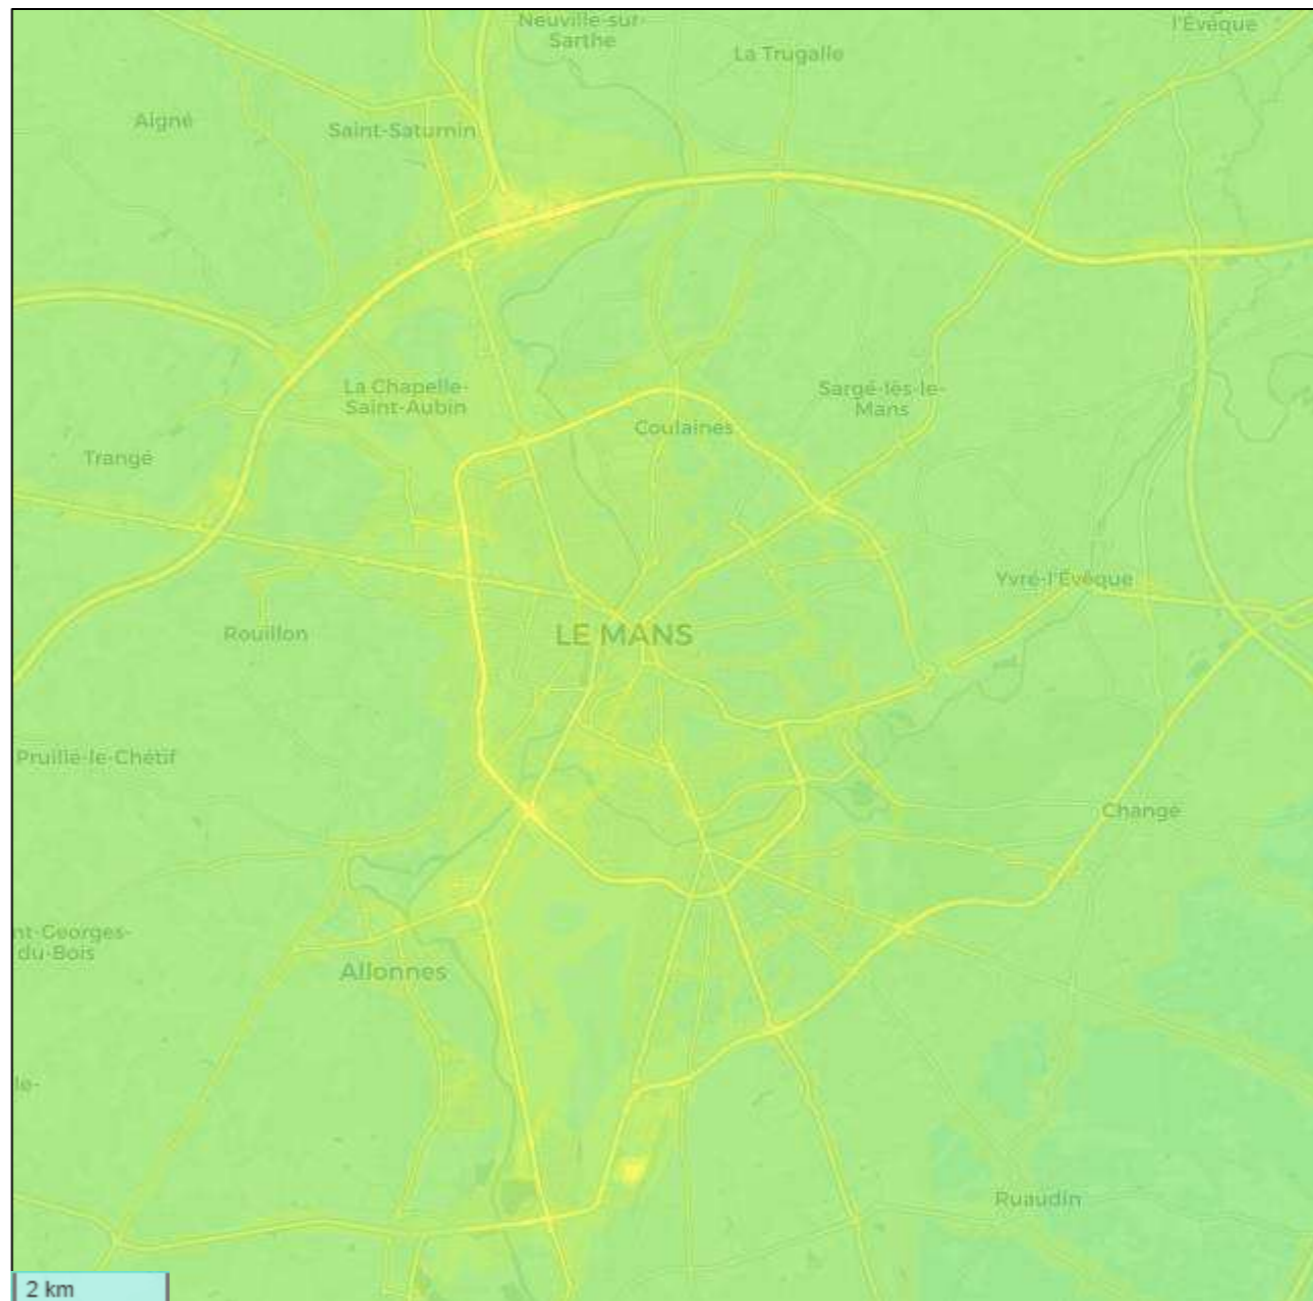 Neuville-sur-
Sarthe
l'Évêque
La Trugalle
Aigné
Saint-Saturnin
La Chapelle-
Saint-Aubin
Sargé-lès-le-
Mans
Coulaines
Trangé
Yvré-l'Évêque
Rouillon
LE MANS
Pruillé-le-Chétif
Changé
nt-Georges-
du-Bois
Allonnes
lé-
Ruaudin
2 km